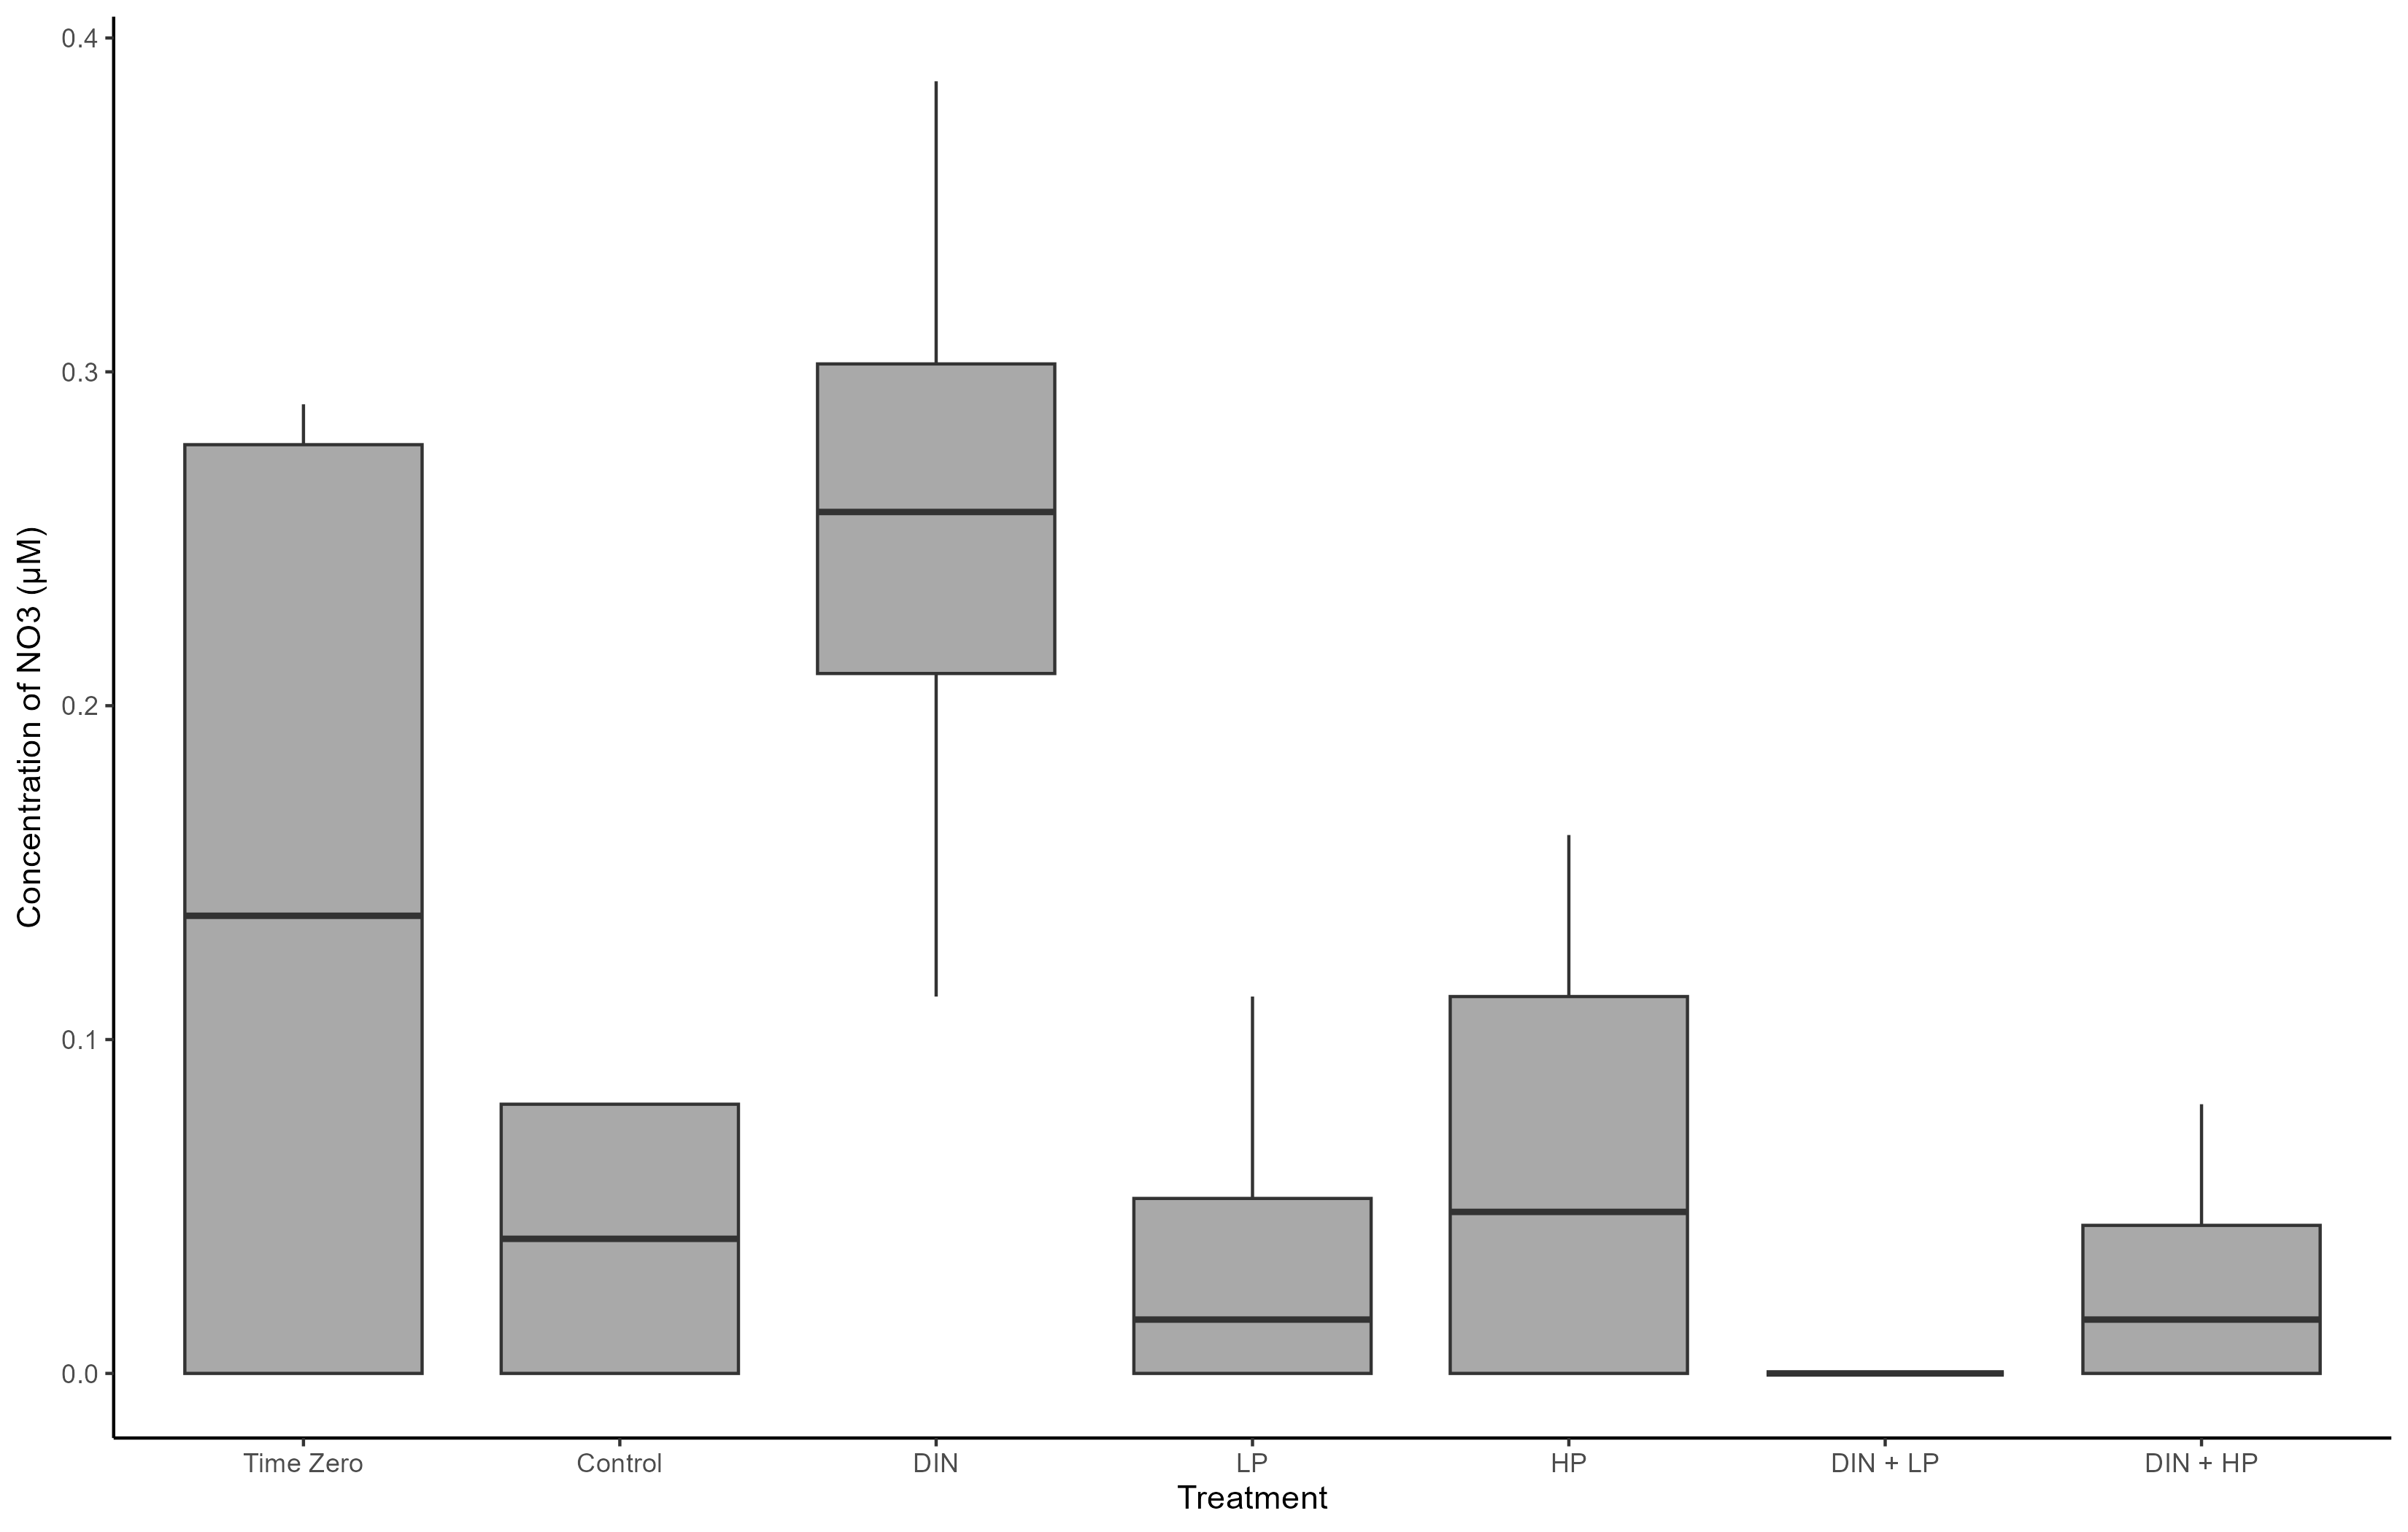 Concentration of NO3 (µM)
0.4
0.3
0.2
0.1
0.0
Time Zero
Control
DIN
LP
HP
DIN + LP
DIN + HP
Treatment